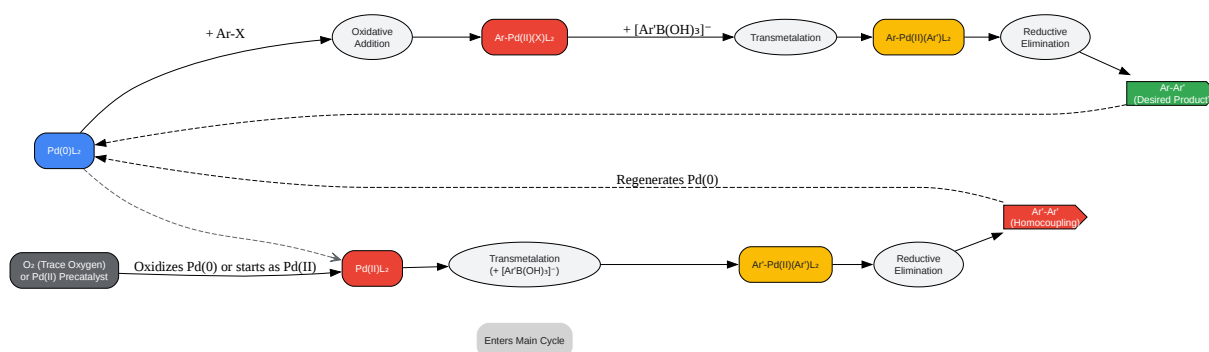 + Ar-X
Oxidative
Addition
Ar-Pd(II)(X)L₂
+ [Ar'B(OH)₃]⁻
Transmetalation
Ar-Pd(II)(Ar')L₂
Reductive
Elimination
Ar-Ar'
(Desired Product)
Pd(0)L₂
Regenerates Pd(0)
Ar'-Ar'
(Homocoupling)
O₂ (Trace Oxygen)
or Pd(II) Precatalyst
Oxidizes Pd(0) or starts as Pd(II)
Pd(II)L₂
Transmetalation
(+ [Ar'B(OH)₃]⁻)
Ar'-Pd(II)(Ar')L₂
Reductive
Elimination
Enters Main Cycle